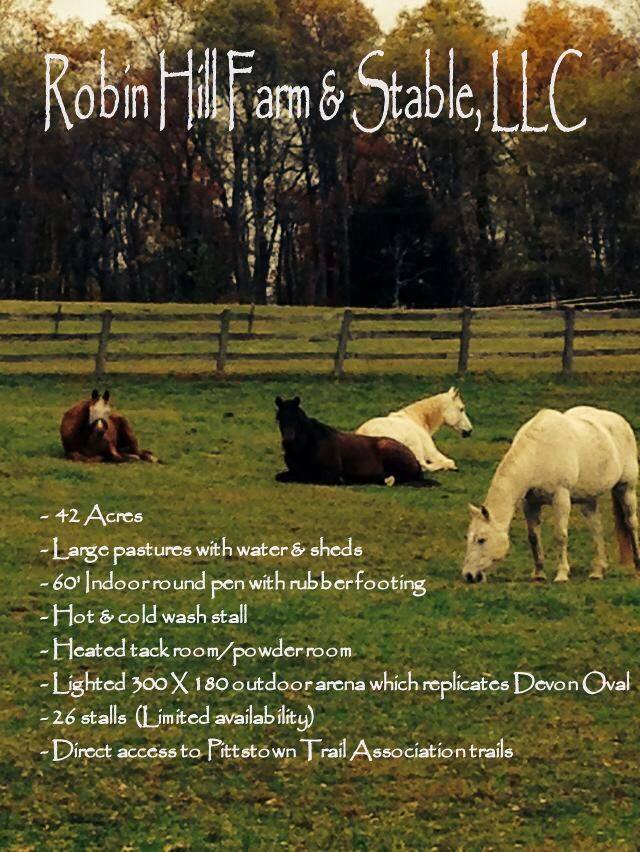 Robin Hill Farm & Stable, LLC
- 42 Acres
- Large pastures with water & sheds
- 60' Indoor round pen with rubber footing
- Hot & cold wash stall
- Heated tack room/powder room
- Lighted 300 X 180 outdoor arena which replicates Devon Oval
- 26 stalls (Limited availability)
- Direct access to Pittstown Trail Association trails